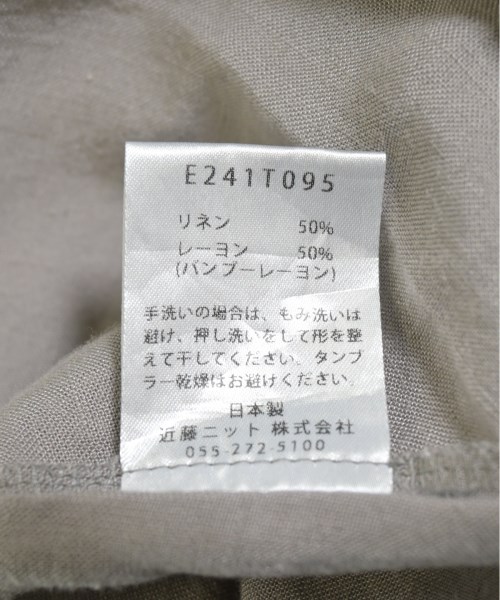 E241T095
リネン 50%
レーヨン 50%
(バンブーレーヨン)
手洗いの場合は、もみ洗いは
避け、押し洗いをして形を整
えて干してください。タンブ
ラー乾燥はお避けください。
日本製
近藤ニット 株式会社
055-272-5100